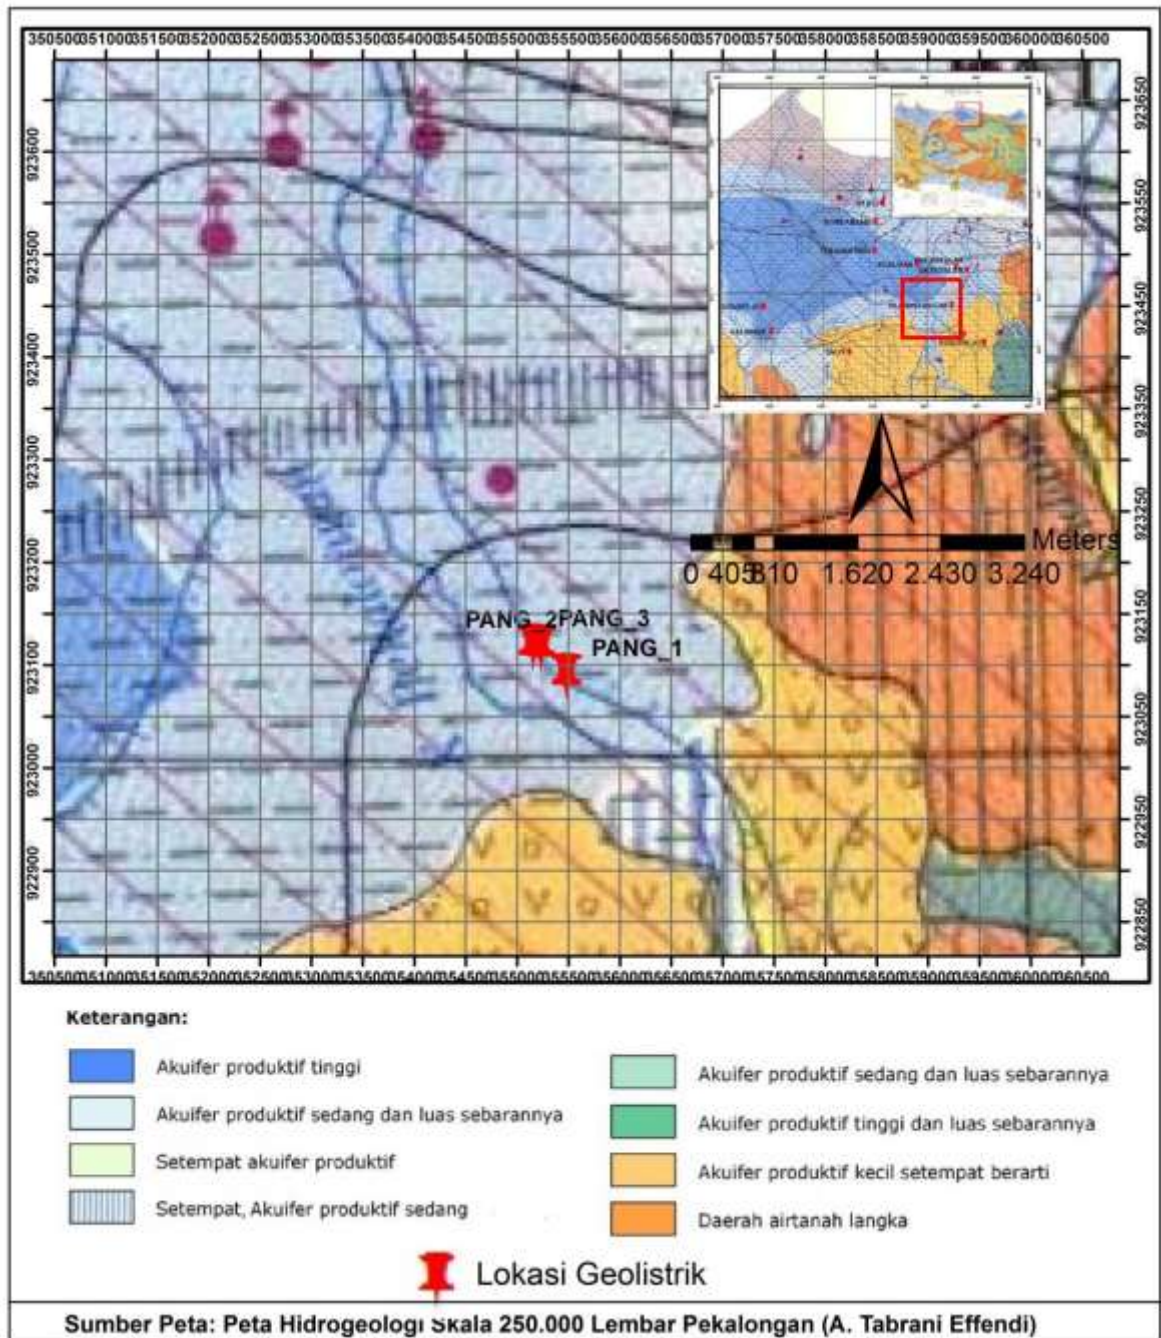 350500351000351500352000352500353000353500354000354500355000355500356000356500357000357500358000358500359000359500360000360500
923650
923600
923550
923500
923450
923400
923350
923300
923250
923200
923150
923100
923050
923000
922950
922900
922850
Meters
0 405810 1.620 2.430 3.240
PANG_2PANG_3
PANG_1
350500351000351500352000352500353000353500354000354500355000355500356000356500357000357500358000358500359000359500360000360500
Keterangan:
Akuifer produktif tinggi
Akuifer produktif sedang dan luas sebarannya
Setempat akuifer produktif
Setempat, Akuifer produktif sedang
Akuifer produktif sedang dan luas sebarannya
Akuifer produktif tinggi dan luas sebarannya
Akuifer produktif kecil setempat berarti
Daerah airtanah langka
Lokasi Geolistrik
Sumber Peta: Peta Hidrogeologi Skala 250.000 Lembar Pekalongan (A. Tabrani Effendi)